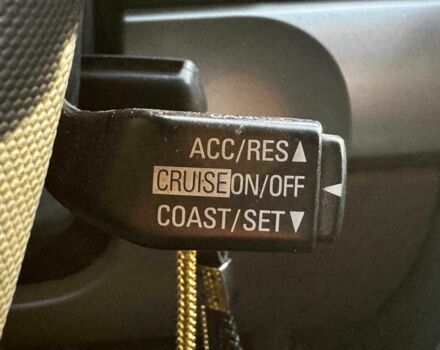 ACC/RES▲
CRUISE ON/OFF ◄
COAST/SET▼